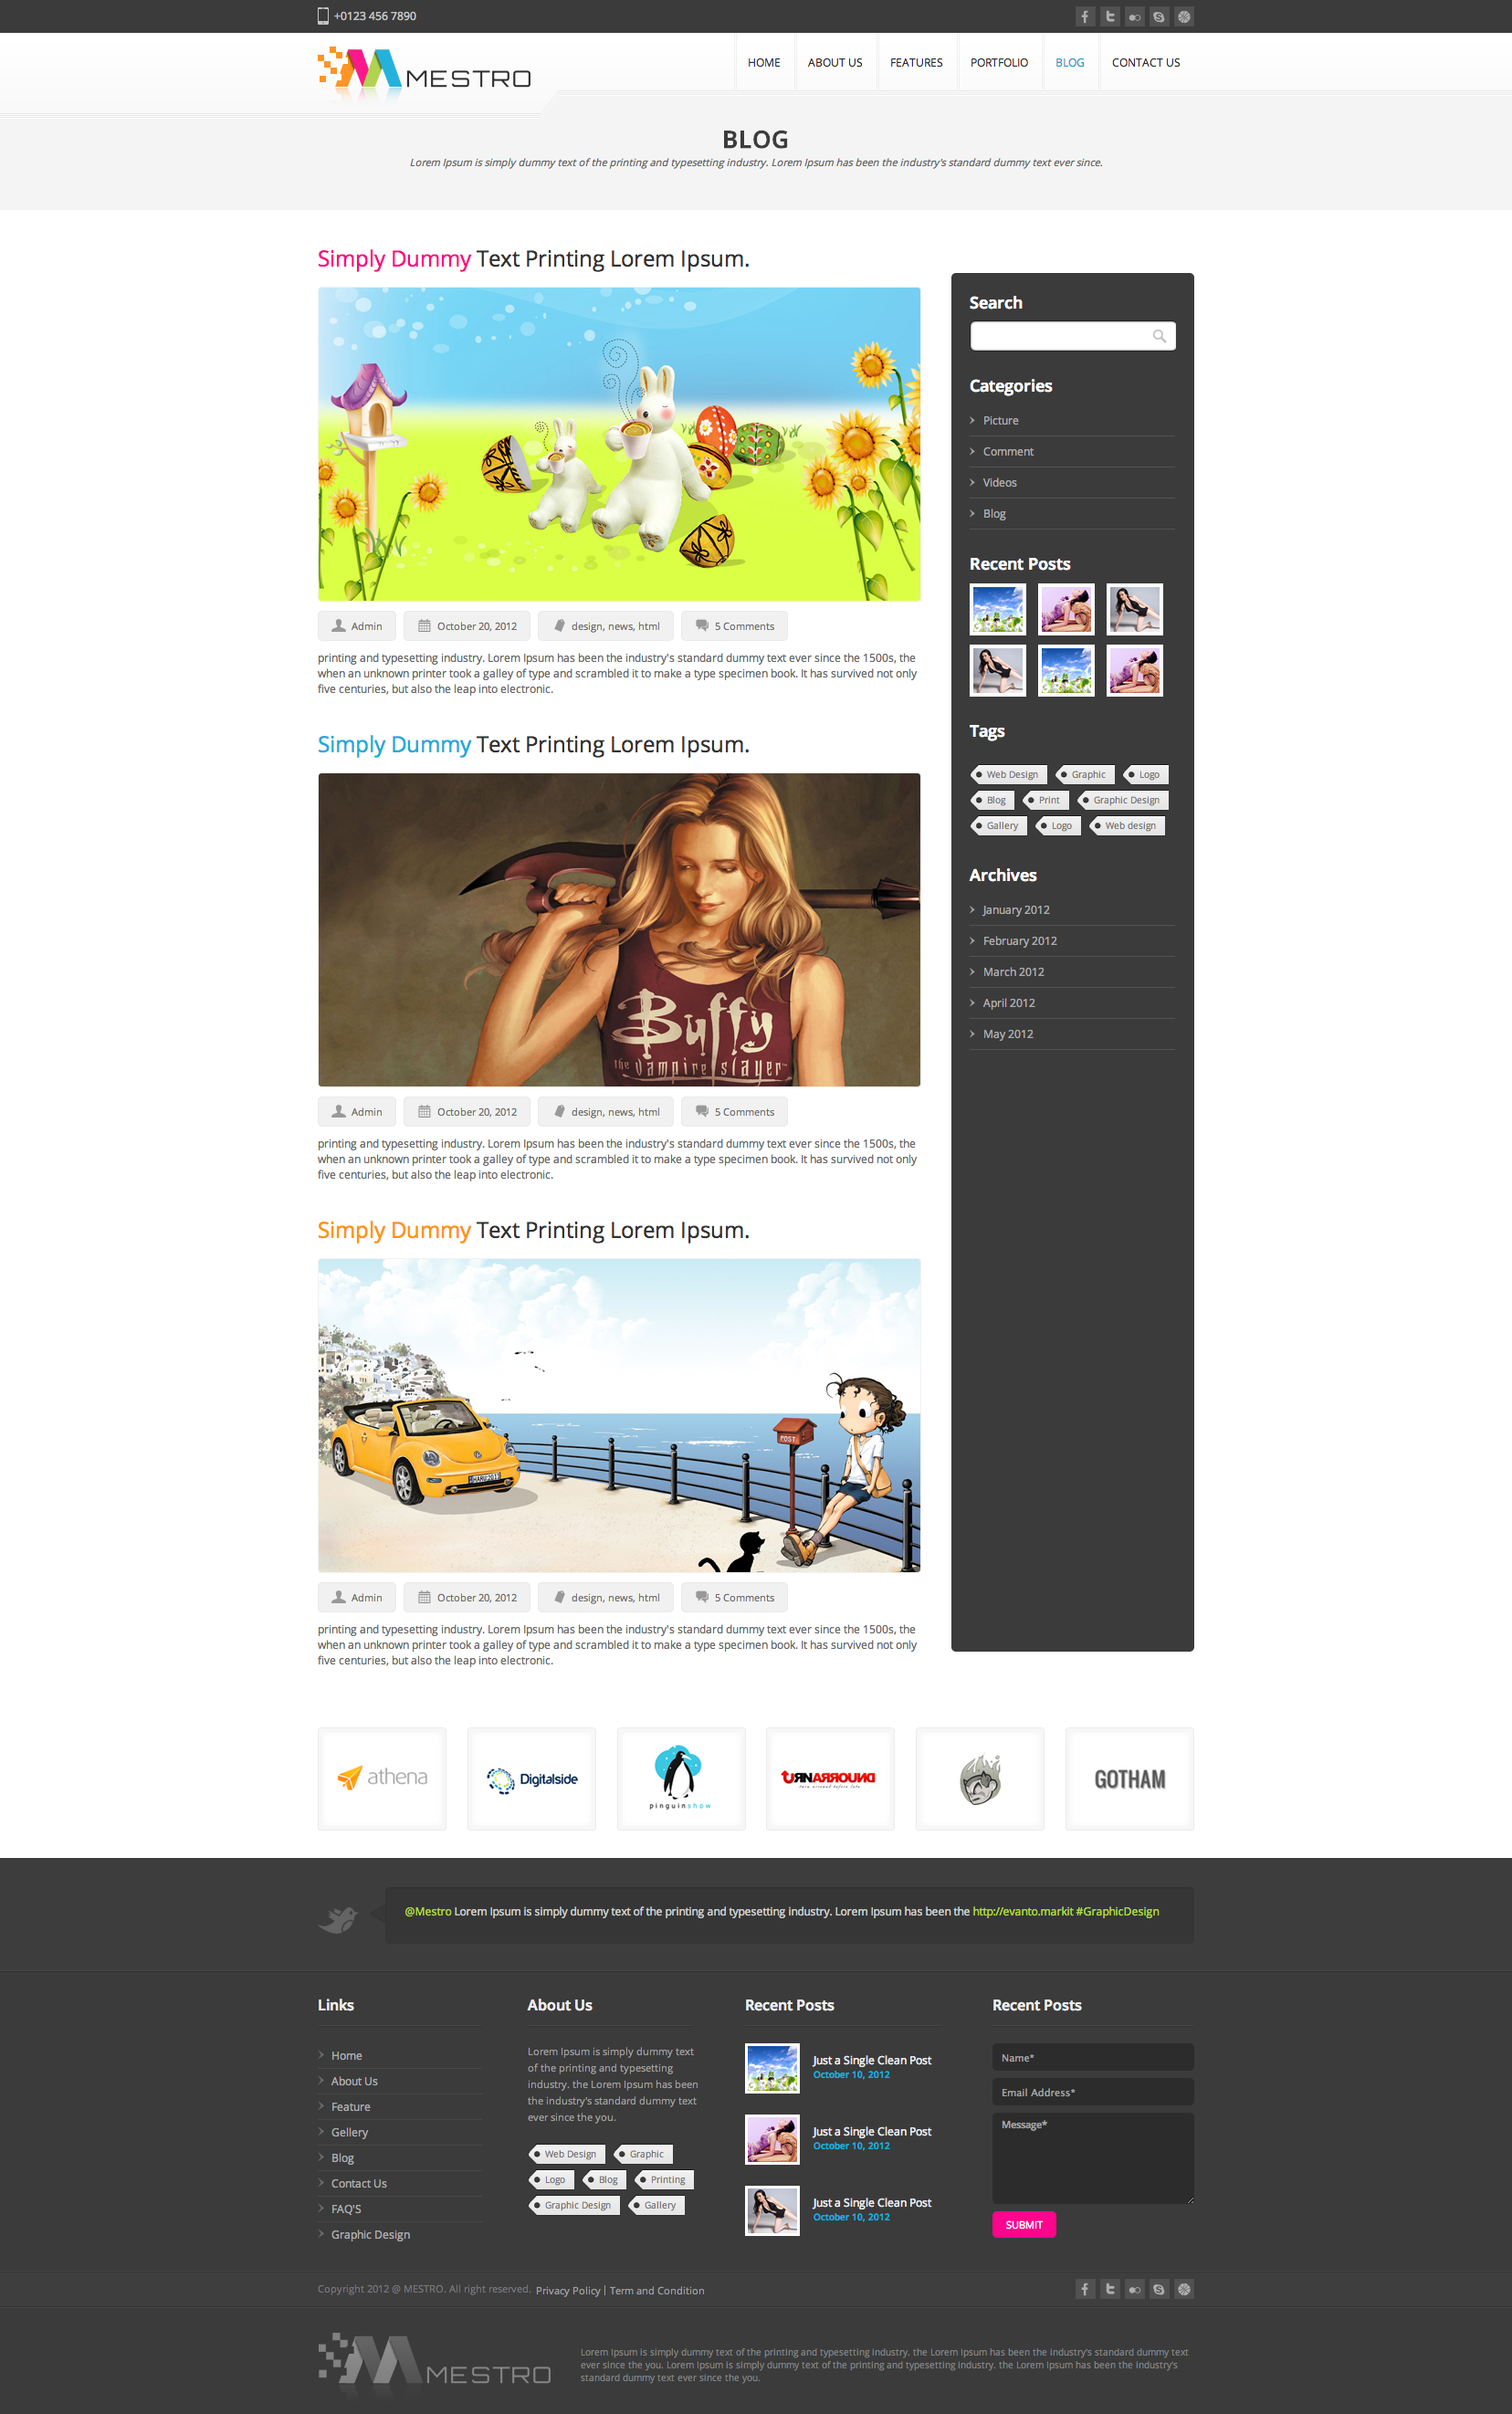 +0123 456 7890
MESTRO
HOME ABOUT US FEATURES PORTFOLIO BLOG CONTACT US
BLOG
Lorem Ipsum is simply dummy text of the printing and typesetting industry. Lorem Ipsum has been the industry's standard dummy text ever since.
Simply Dummy Text Printing Lorem Ipsum.
Admin October 20, 2012 design, news, html 5 Comments
printing and typesetting industry. Lorem Ipsum has been the industry's standard dummy text ever since the 1500s, the
when an unknown printer took a galley of type and scrambled it to make a type specimen book. It has survived not only
five centuries, but also the leap into electronic.
Simply Dummy Text Printing Lorem Ipsum.
Buffy
the vampire slayer
Admin October 20, 2012 design, news, html 5 Comments
printing and typesetting industry. Lorem Ipsum has been the industry's standard dummy text ever since the 1500s, the
when an unknown printer took a galley of type and scrambled it to make a type specimen book. It has survived not only
five centuries, but also the leap into electronic.
Simply Dummy Text Printing Lorem Ipsum.
POST
Admin October 20, 2012 design, news, html 5 Comments
printing and typesetting industry. Lorem Ipsum has been the industry's standard dummy text ever since the 1500s, the
when an unknown printer took a galley of type and scrambled it to make a type specimen book. It has survived not only
five centuries, but also the leap into electronic.
Search
Categories
Picture
Comment
Videos
Blog
Recent Posts
Tags
Web Design Graphic Logo
Blog Print Graphic Design
Gallery Logo Web design
Archives
January 2012
February 2012
March 2012
April 2012
May 2012
athena
Digitalside
pinguinshow
URNARROUND
turn arround before late
GOTHAM
@Mestro Lorem Ipsum is simply dummy text of the printing and typesetting industry. Lorem Ipsum has been the http://evanto.markit #GraphicDesign
Links
Home
About Us
Feature
Gellery
Blog
Contact Us
FAQ'S
Graphic Design
About Us
Lorem Ipsum is simply dummy text
of the printing and typesetting
industry. the Lorem Ipsum has been
the industry's standard dummy text
ever since the you.
Web Design Graphic
Logo Blog Printing
Graphic Design Gallery
Recent Posts
Just a Single Clean Post
October 10, 2012
Just a Single Clean Post
October 10, 2012
Just a Single Clean Post
October 10, 2012
Recent Posts
Name*
Email Address*
Message*
SUBMIT
Copyright 2012 @ MESTRO. All right reserved. Privacy Policy | Term and Condition
MESTRO
Lorem Ipsum is simply dummy text of the printing and typesetting industry. the Lorem Ipsum has been the industry's standard dummy text
ever since the you. Lorem Ipsum is simply dummy text of the printing and typesetting industry. the Lorem Ipsum has been the industry's
standard dummy text ever since the you.